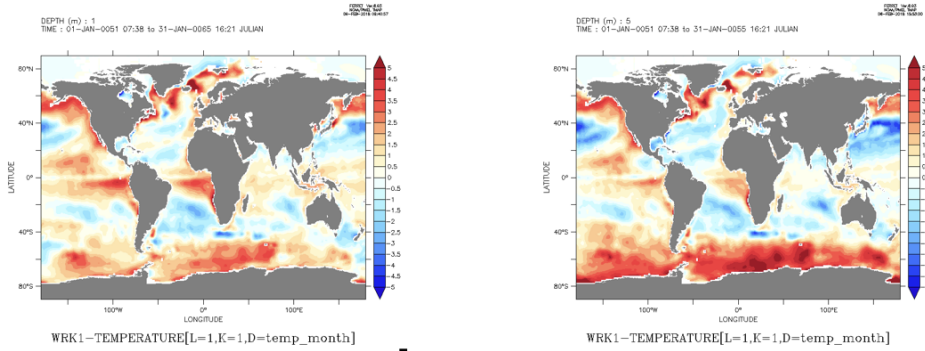 DEPTH (m) : 1
TIME : 01-JAN-0051 07:38 to 31-JAN-0065 16:21 JULIAN
60°N
40°N
0°
40°S
80°S
LATITUDE
100°W
0°
100°E
LONGITUDE
5
4.5
4
3.5
3
2.5
2
1.5
1
0.5
0
-0.5
-1
-1.5
-2
-2.5
-3
-3.5
-4
-4.5
-5
WRK1-TEMPERATURE[L=1,K=1,D=temp_month]
DEPTH (m) : 5
TIME : 01-JAN-0051 07:38 to 31-JAN-0055 16:21 JULIAN
60°N
40°N
0°
40°S
80°S
LATITUDE
100°W
0°
100°E
LONGITUDE
WRK1-TEMPERATURE[L=1,K=1,D=temp_month]